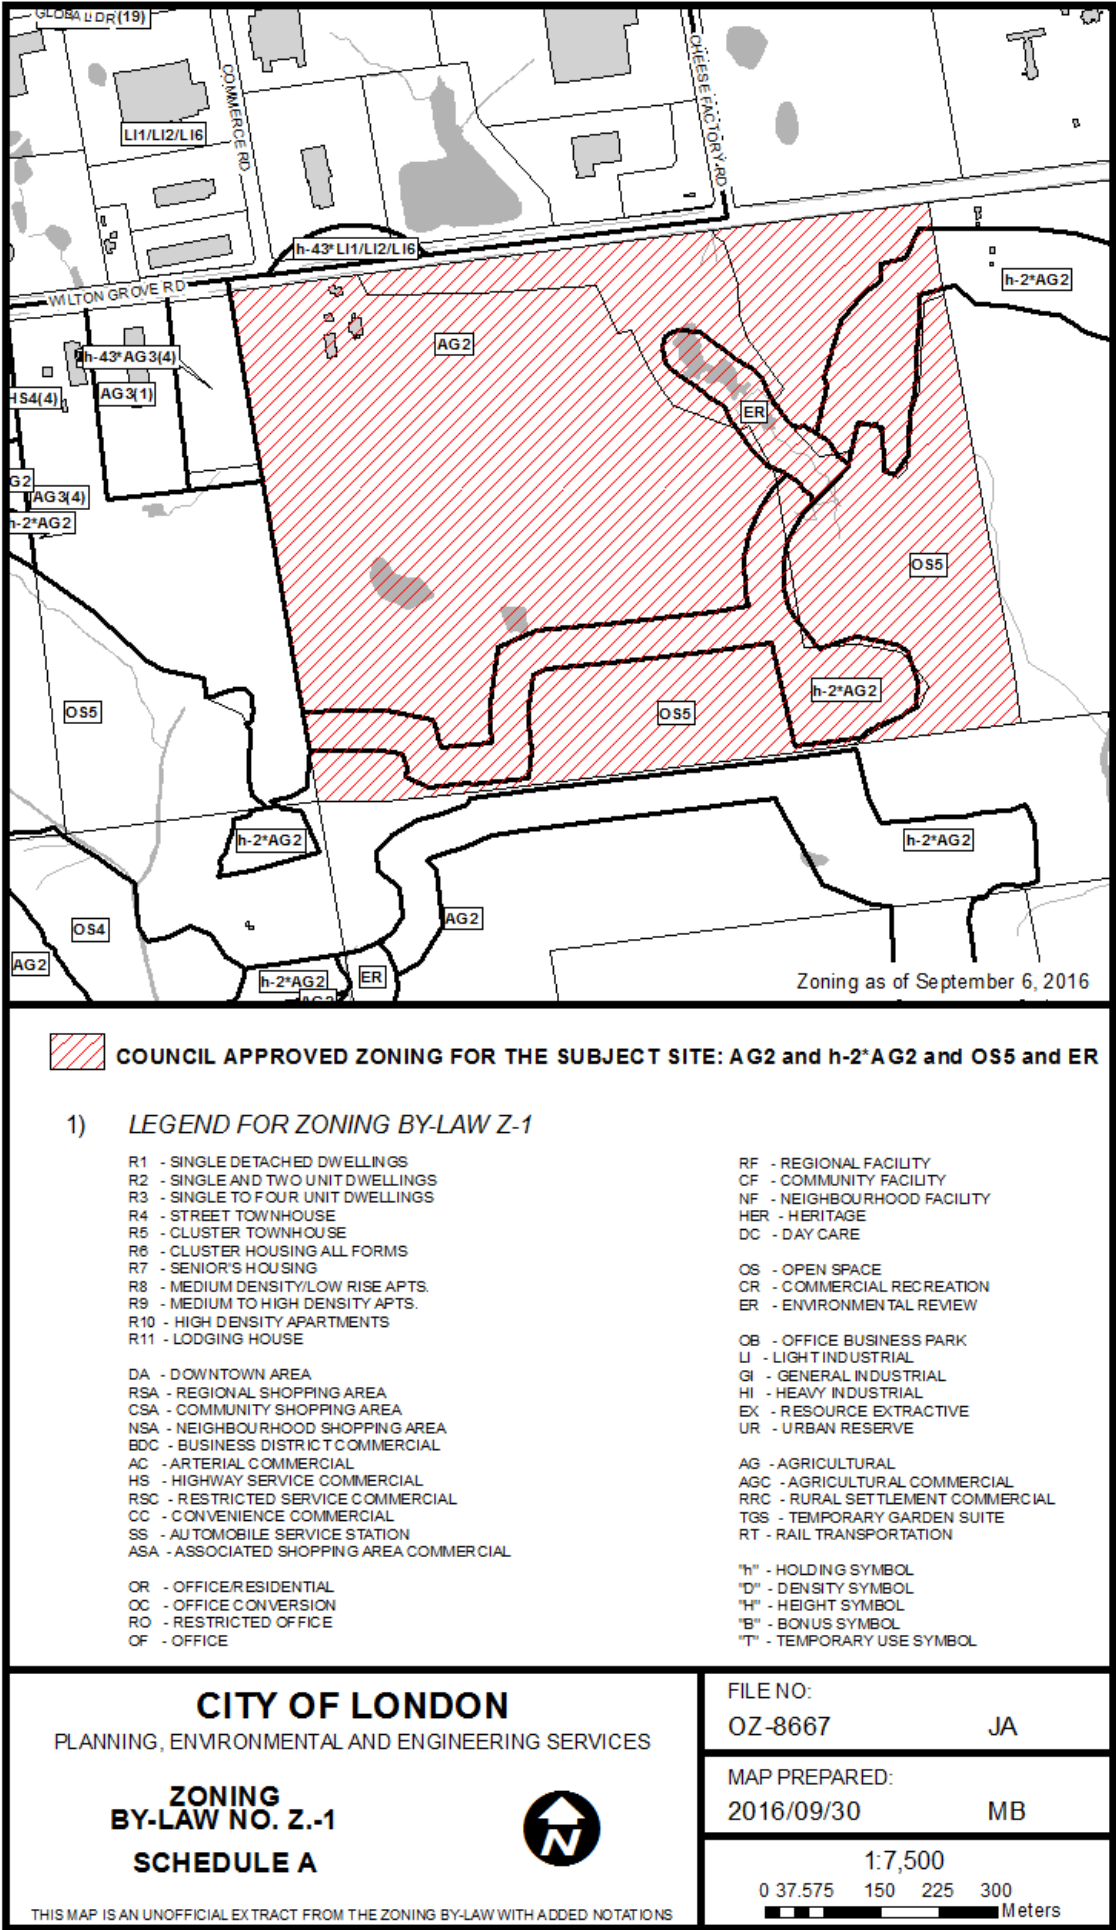 GLOBAL DR (19)
COMMERCE RD
CHEESE FACTORY RD
LI1/LI2/LI6
h-43*LI1/LI2/LI6
WILTON GROVE RD
h-2*AG2
AG2
h-43*AG3(4)
AG3(1)
HS4(4)
ER
G2
AG3(4)
h-2*AG2
OS5
h-2*AG2
OS5
OS5
h-2*AG2
h-2*AG2
AG2
OS4
AG2
h-2*AG2
ER
AG2
Zoning as of September 6, 2016
COUNCIL APPROVED ZONING FOR THE SUBJECT SITE: AG2 and h-2*AG2 and OS5 and ER
1) LEGEND FOR ZONING BY-LAW Z-1
R1 - SINGLE DETACHED DWELLINGS
R2 - SINGLE AND TWO UNIT DWELLINGS
R3 - SINGLE TO FOUR UNIT DWELLINGS
R4 - STREET TOWNHOUSE
R5 - CLUSTER TOWNHOUSE
R6 - CLUSTER HOUSING ALL FORMS
R7 - SENIOR'S HOUSING
R8 - MEDIUM DENSITY/LOW RISE APTS.
R9 - MEDIUM TO HIGH DENSITY APTS.
R10 - HIGH DENSITY APARTMENTS
R11 - LODGING HOUSE
DA - DOWNTOWN AREA
RSA - REGIONAL SHOPPING AREA
CSA - COMMUNITY SHOPPING AREA
NSA - NEIGHBOURHOOD SHOPPING AREA
BDC - BUSINESS DISTRICT COMMERCIAL
AC - ARTERIAL COMMERCIAL
HS - HIGHWAY SERVICE COMMERCIAL
RSC - RESTRICTED SERVICE COMMERCIAL
CC - CONVENIENCE COMMERCIAL
SS - AUTOMOBILE SERVICE STATION
ASA - ASSOCIATED SHOPPING AREA COMMERCIAL
OR - OFFICE/RESIDENTIAL
OC - OFFICE CONVERSION
RO - RESTRICTED OFFICE
OF - OFFICE
RF - REGIONAL FACILITY
CF - COMMUNITY FACILITY
NF - NEIGHBOURHOOD FACILITY
HER - HERITAGE
DC - DAY CARE
OS - OPEN SPACE
CR - COMMERCIAL RECREATION
ER - ENVIRONMENTAL REVIEW
OB - OFFICE BUSINESS PARK
LI - LIGHT INDUSTRIAL
GI - GENERAL INDUSTRIAL
HI - HEAVY INDUSTRIAL
EX - RESOURCE EXTRACTIVE
UR - URBAN RESERVE
AG - AGRICULTURAL
AGC - AGRICULTURAL COMMERCIAL
RRC - RURAL SETTLEMENT COMMERCIAL
TGS - TEMPORARY GARDEN SUITE
RT - RAIL TRANSPORTATION
"h" - HOLDING SYMBOL
"D" - DENSITY SYMBOL
"H" - HEIGHT SYMBOL
"B" - BONUS SYMBOL
"T" - TEMPORARY USE SYMBOL
CITY OF LONDON
PLANNING, ENVIRONMENTAL AND ENGINEERING SERVICES
ZONING
BY-LAW NO. Z.-1
SCHEDULE A
N
THIS MAP IS AN UNOFFICIAL EXTRACT FROM THE ZONING BY-LAW WITH ADDED NOTATIONS
FILE NO:
OZ-8667 JA
MAP PREPARED:
2016/09/30 MB
1:7,500
0 37.575 150 225 300
Meters